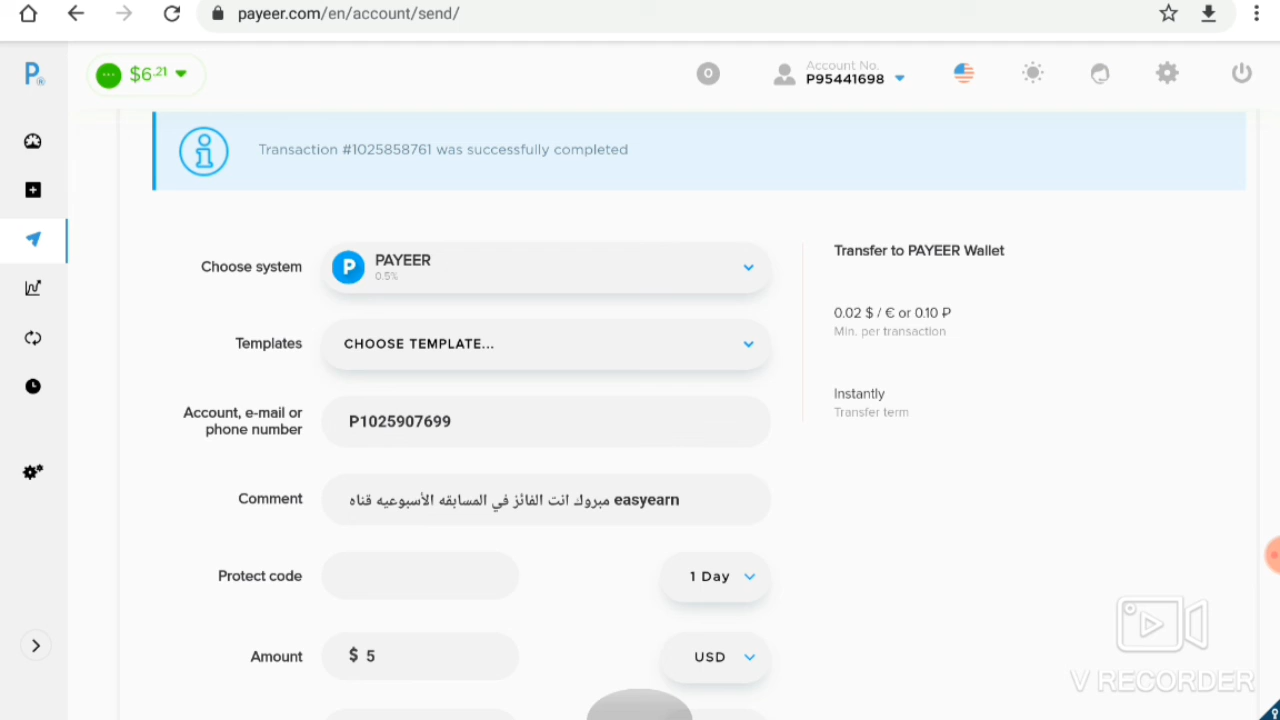 payeer.com/en/account/send/
P
$6.21
0
Account No.
P95441698
Transaction #1025858761 was successfully completed
Choose system
P
PAYEER
0.5%
Transfer to PAYEER Wallet
0.02 $ / € or 0.10 ₽
Min. per transaction
Templates
CHOOSE TEMPLATE...
Instantly
Transfer term
Account, e-mail or
phone number
P1025907699
Comment
مبروك انت الفائز في المسابقه الأسبوعيه قناه easyearn
Protect code
1 Day
Amount
$ 5
USD
V RECORDER